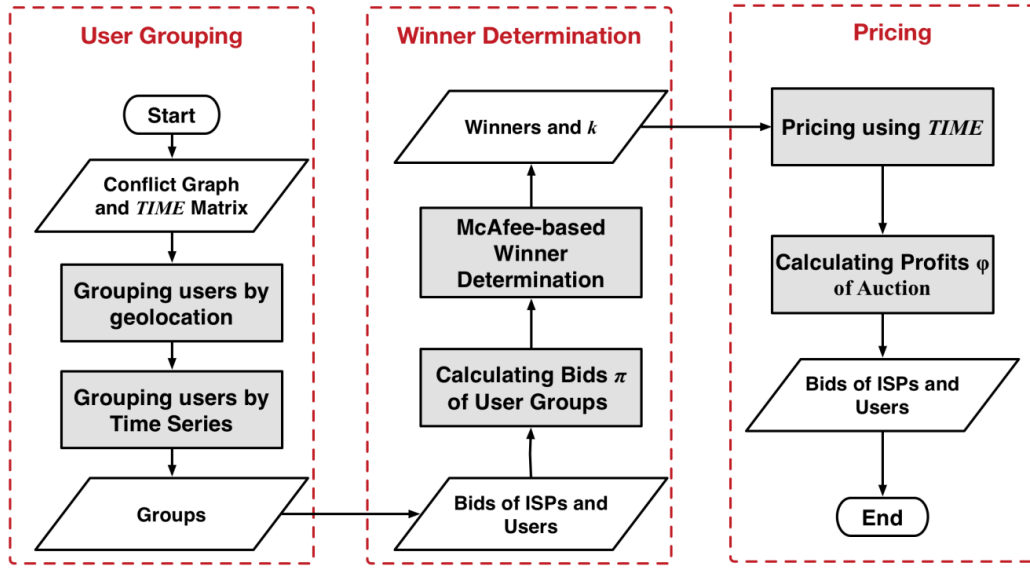 User Grouping
Start
Conflict Graph
and TIME Matrix
Grouping users by
geolocation
Grouping users by
Time Series
Groups
Winner Determination
Winners and k
McAfee-based
Winner
Determination
Calculating Bids π
of User Groups
Bids of ISPs and
Users
Pricing
Pricing using TIME
Calculating Profits φ
of Auction
Bids of ISPs and
Users
End